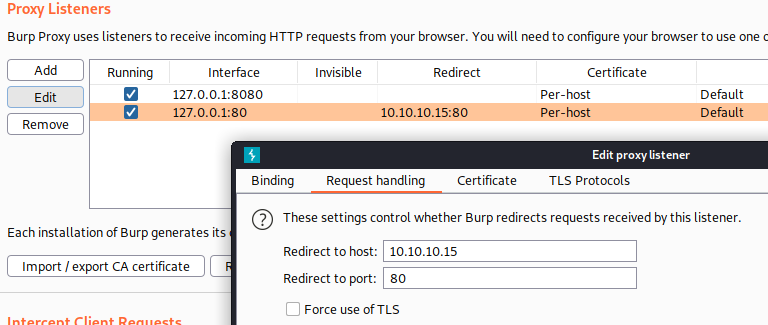 Proxy Listeners
Burp Proxy uses listeners to receive incoming HTTP requests from your browser. You will need to configure your browser to use one
Add
Running Interface Invisible Redirect Certificate
127.0.0.1:8080 Per-host Default
Edit
127.0.0.1:80 10.10.10.15:80 Per-host Default
Remove
Edit proxy listener
Binding Request handling Certificate TLS Protocols
These settings control whether Burp redirects requests received by this listener.
Each installation of Burp generates its
Redirect to host: 10.10.10.15
Import / export CA certificate R
Redirect to port: 80
Force use of TLS
Intercept Client Requests